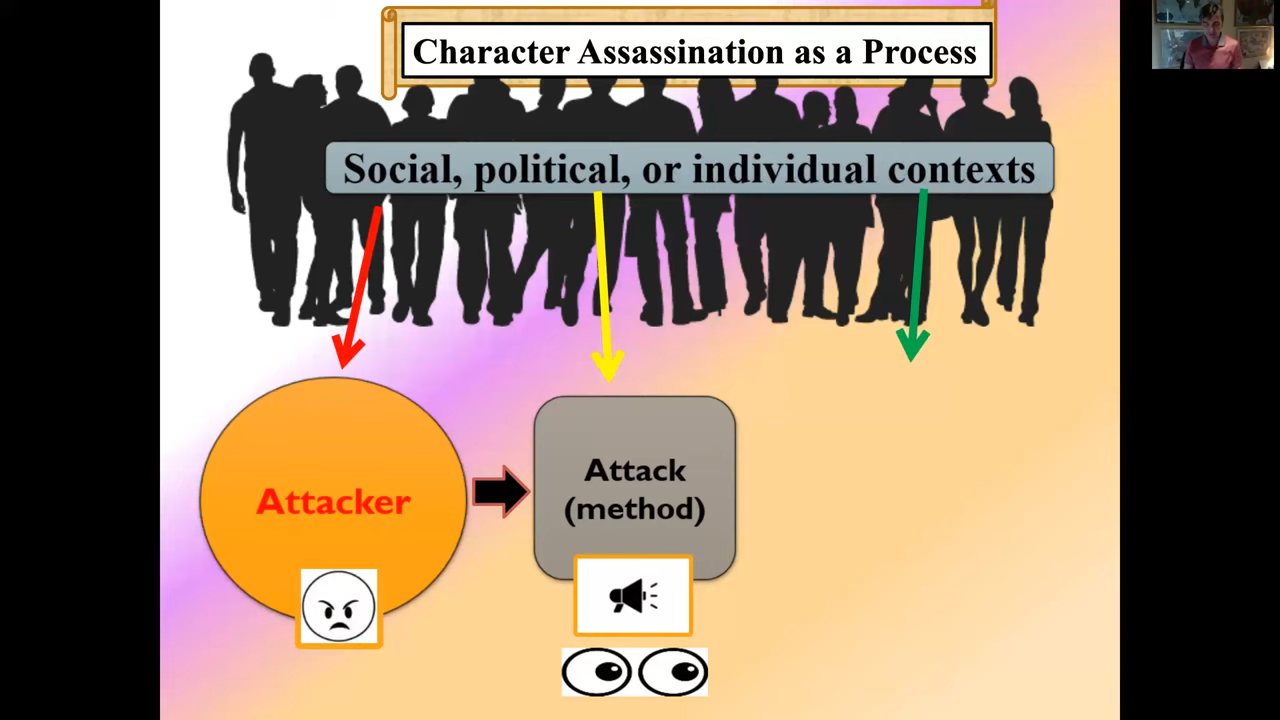 Character Assassination as a Process
Social, political, or individual contexts
Attacker
Attack
(method)